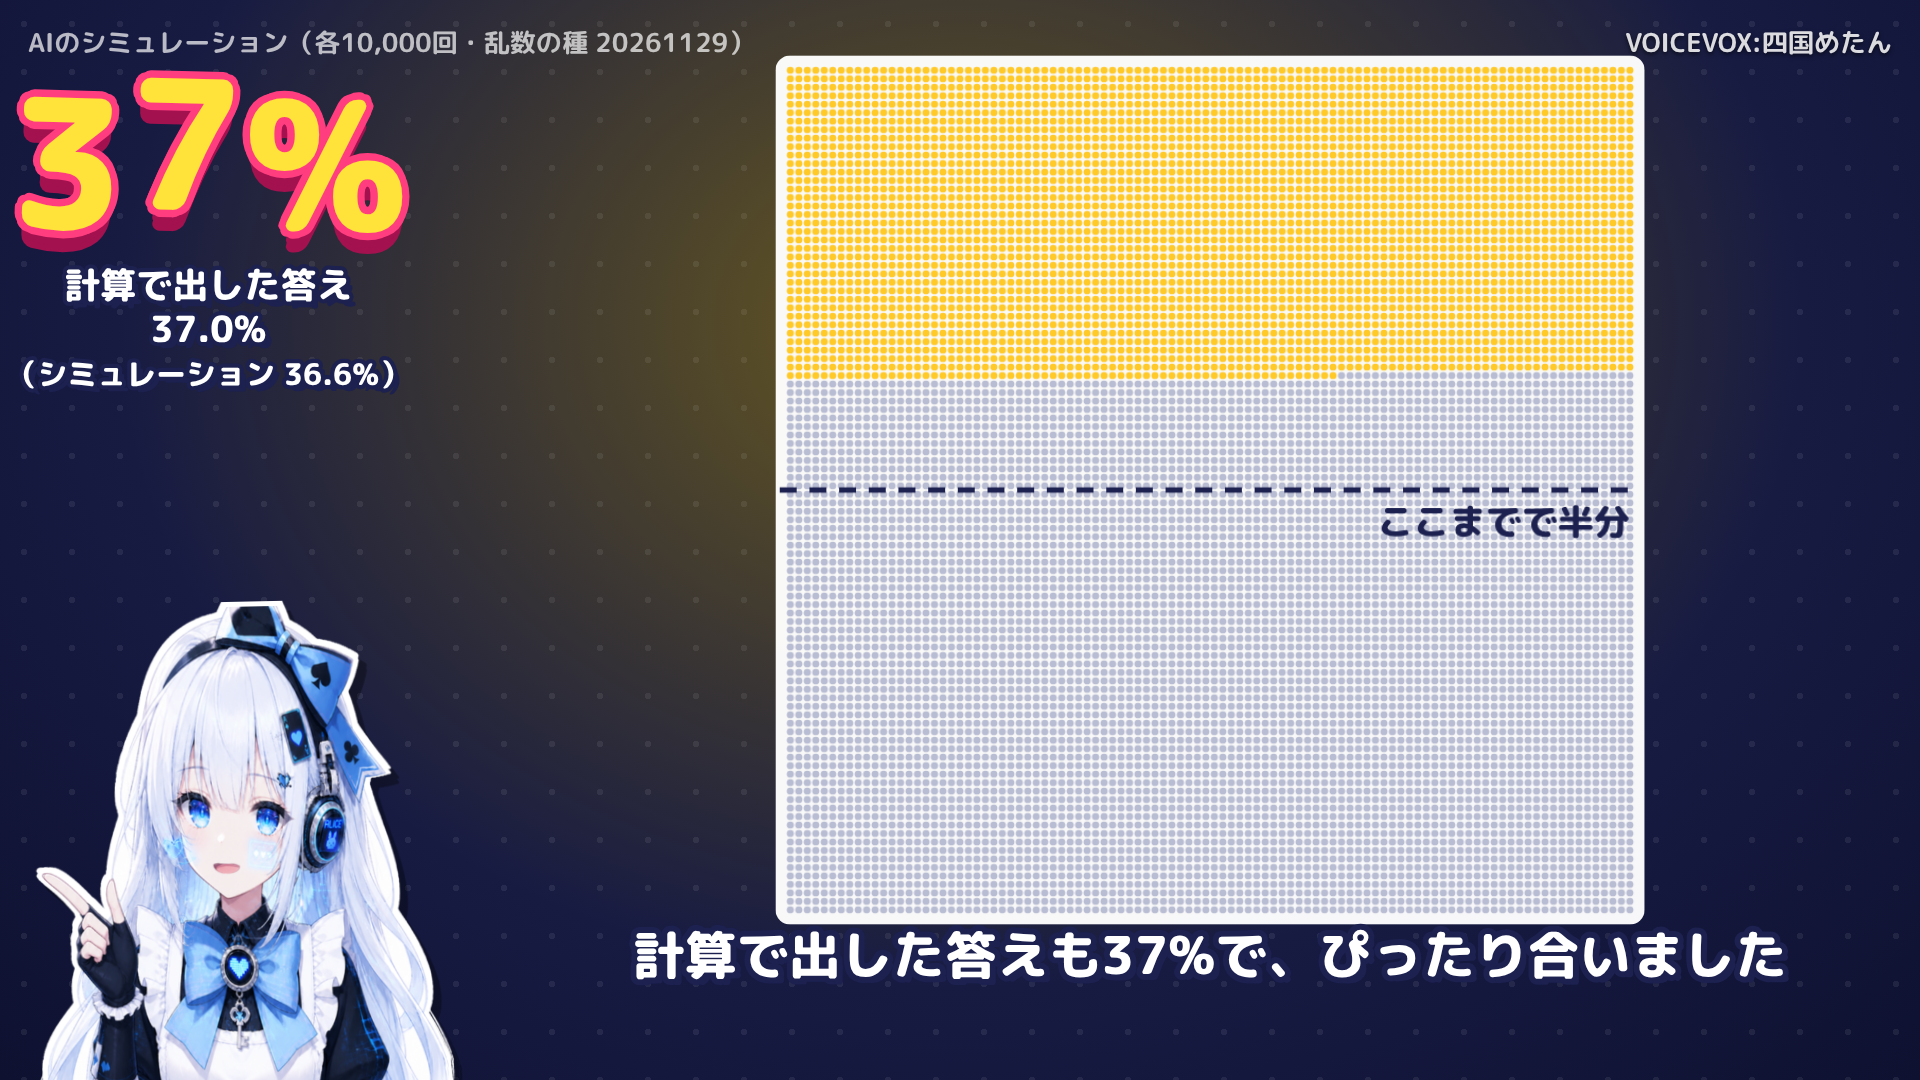 AIのシミュレーション（各10,000回・乱数の種 20261129）
VOICEVOX:四国めたん
37%
計算で出した答え
37.0%
（シミュレーション 36.6%）
ここまでで半分
計算で出した答えも37%で、ぴったり合いました